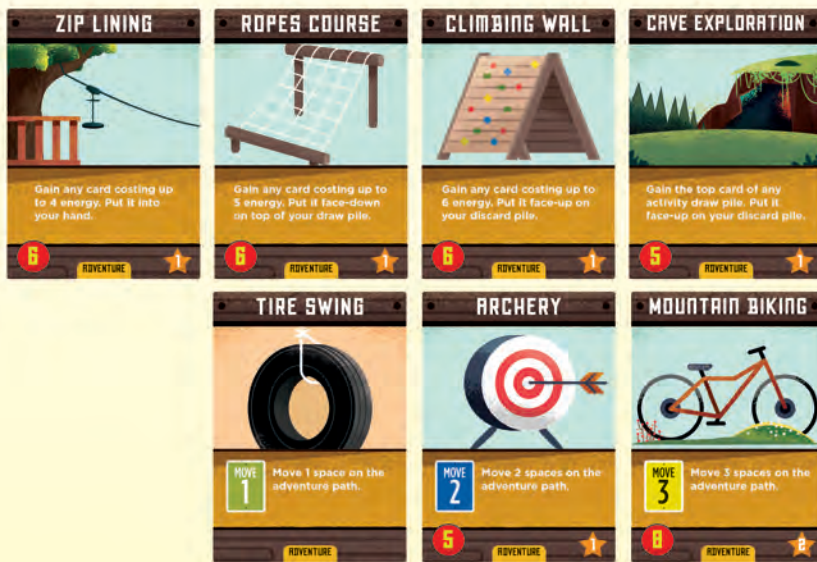 ZIP LINING
Gain any card costing up
to 4 energy. Put it into
your hand.
6
ADVENTURE
1
ROPES COURSE
Gain any card costing up to
5 energy. Put it face-down
on top of your draw pile.
6
ADVENTURE
1
CLIMBING WALL
Gain any card costing up to
6 energy. Put it face-up on
your discard pile.
6
ADVENTURE
1
CAVE EXPLORATION
Gain the top card of any
activity draw pile. Put it
face-up on your discard pile.
5
ADVENTURE
1
TIRE SWING
MOVE
1
Move 1 space on the
adventure path.
ADVENTURE
ARCHERY
MOVE
2
Move 2 spaces on the
adventure path.
5
ADVENTURE
1
MOUNTAIN BIKING
MOVE
3
Move 3 spaces on the
adventure path.
8
ADVENTURE
2